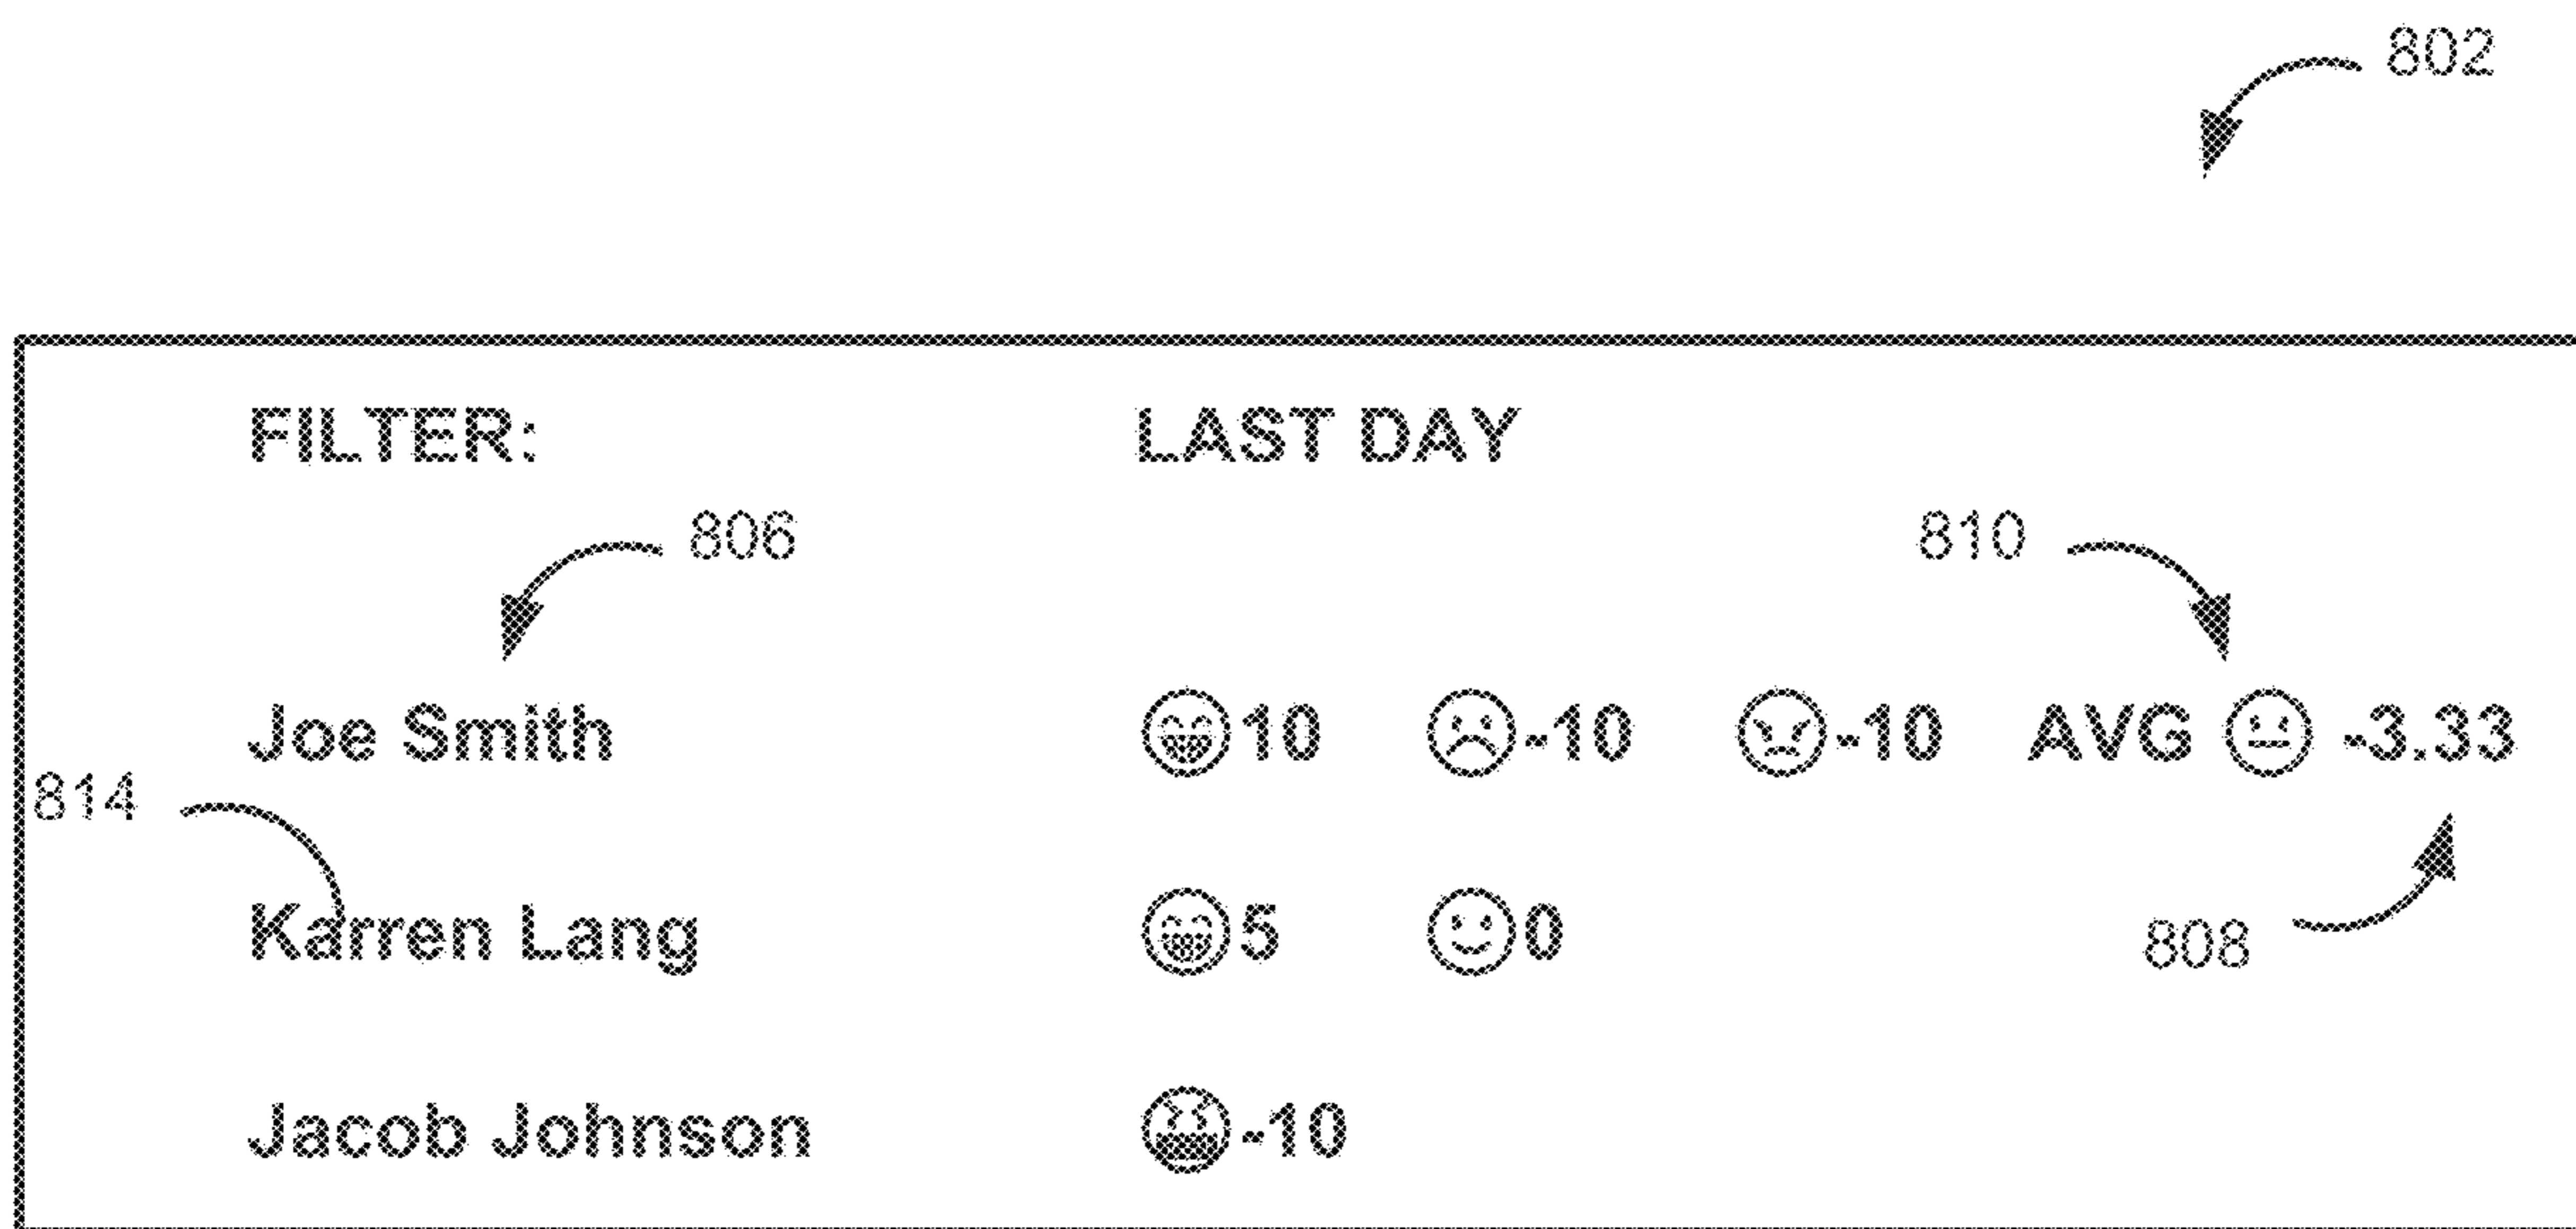 802
FILTER: LAST DAY
806 810
Joe Smith 10 -10 -10 AVG -3.33
814
Karren Lang 5 0
808
Jacob Johnson -10